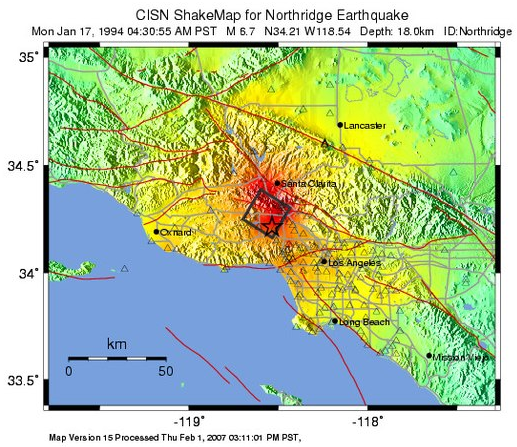 CISN ShakeMap for Northridge Earthquake
Mon Jan 17, 1994 04:30:55 AM PST   M 6.7   N34.21 W118.54   Depth: 18.0km   ID:Northridge
35°
Lancaster
34.5°
Santa Clarita
Oxnard
34°
Los Angeles
Long Beach
km
0
50
Mission Viejo
33.5°
-119°
-118°
Map Version 15 Processed Thu Feb 1, 2007 03:11:01 PM PST,